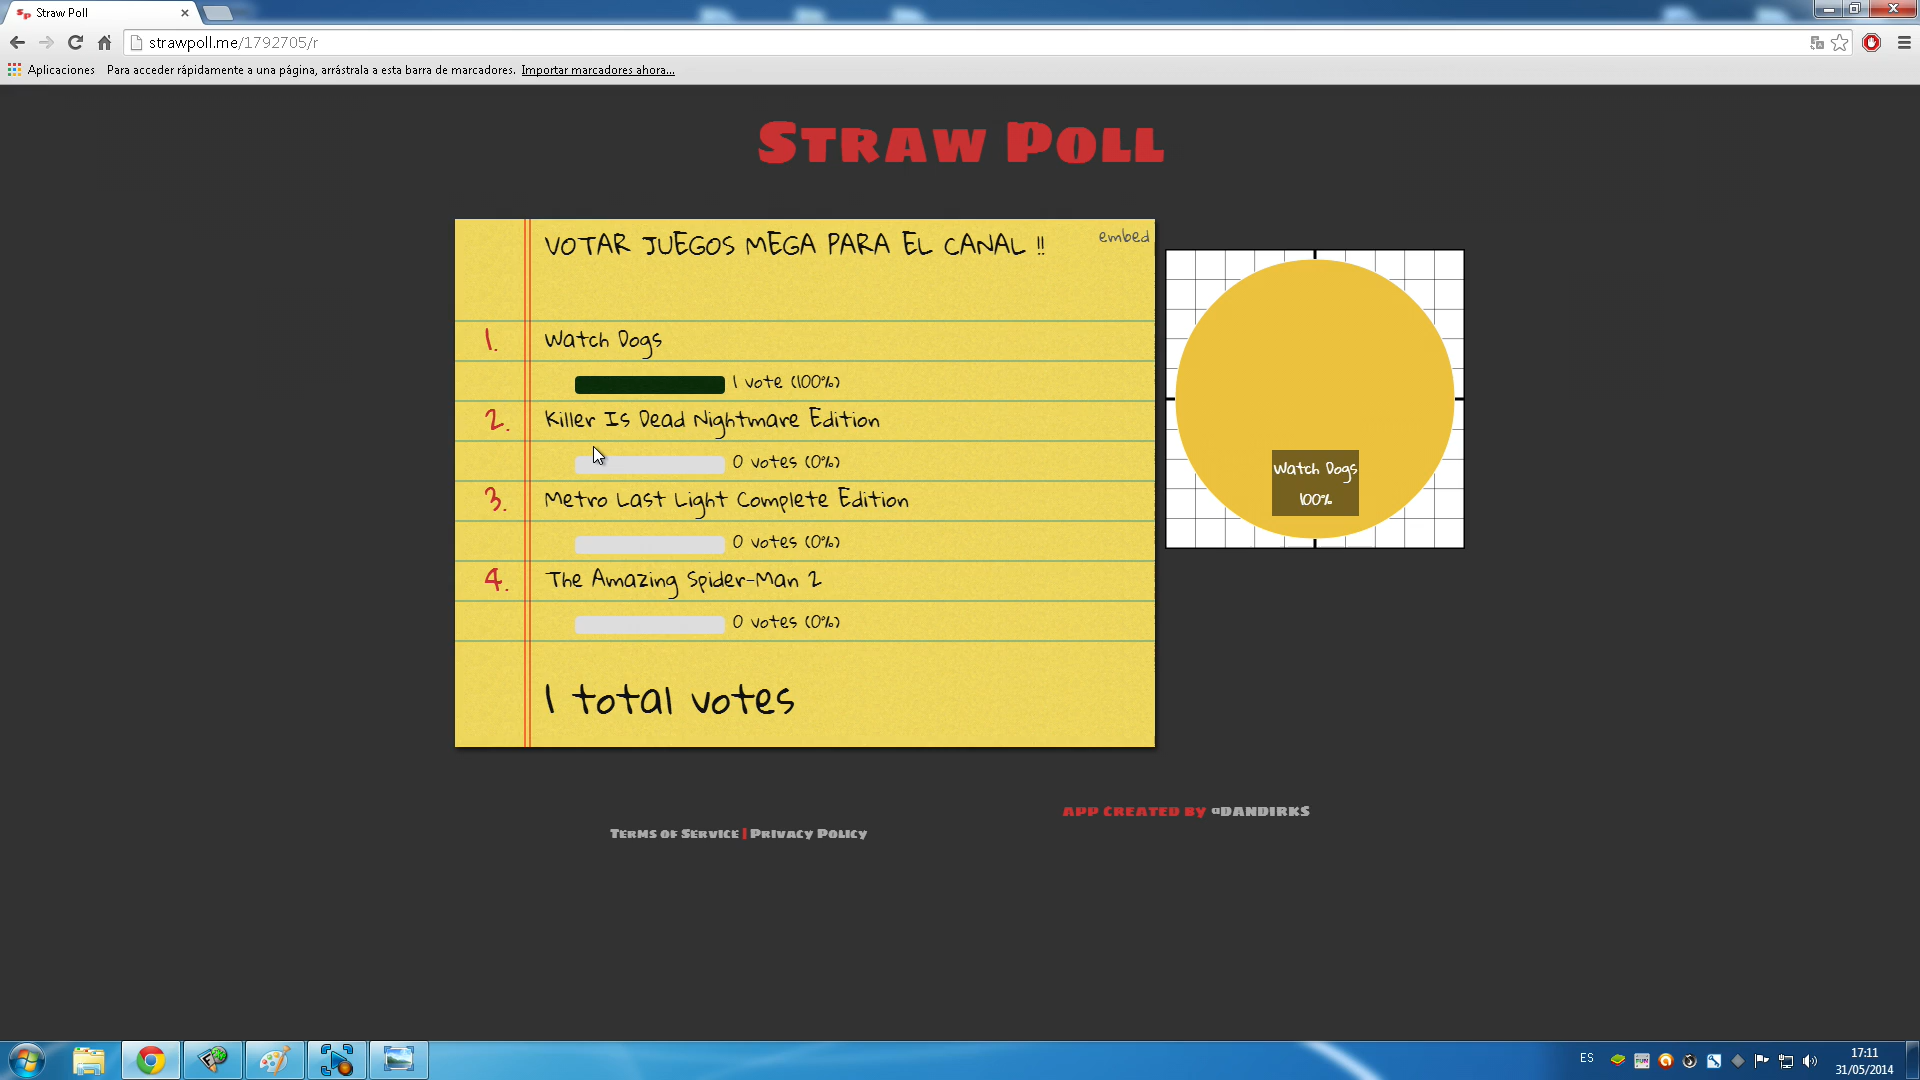 Straw Poll
strawpoll.me/1792705/r
Aplicaciones Para acceder rápidamente a una página, arrástrala a esta barra de marcadores. Importar marcadores ahora...
STRAW POLL
VOTAR JUEGOS MEGA PARA EL CANAL !!
embed
1. Watch Dogs
1 vote (100%)
2. Killer Is Dead Nightmare Edition
0 votes (0%)
3. Metro Last Light Complete Edition
0 votes (0%)
4. The Amazing Spider-Man 2
0 votes (0%)
1 total votes
Watch Dogs
100%
APP CREATED BY @DANDIRKS
TERMS OF SERVICE | PRIVACY POLICY
ES
17:11
31/05/2014